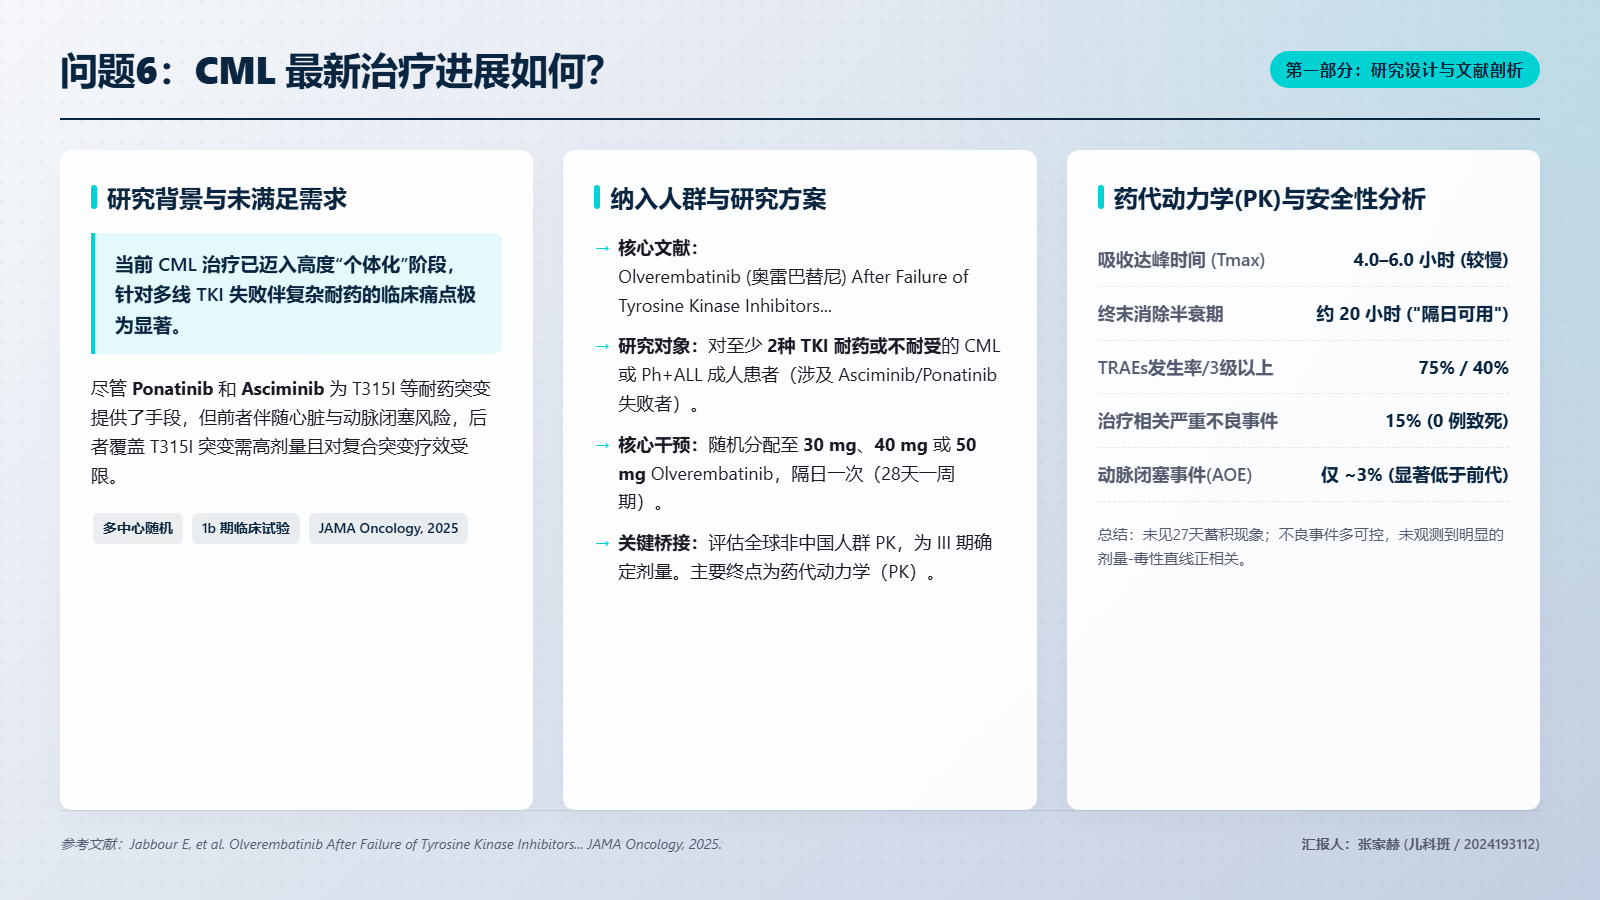 问题6：CML 最新治疗进展如何？
第一部分：研究设计与文献剖析
研究背景与未满足需求
当前 CML 治疗已迈入高度“个体化”阶段，
针对多线 TKI 失败伴复杂耐药的临床痛点极
为显著。
尽管 Ponatinib 和 Asciminib 为 T315I 等耐药突变
提供了手段，但前者伴随心脏与动脉闭塞风险，后
者覆盖 T315I 突变需高剂量且对复合突变疗效受
限。
多中心随机
1b 期临床试验
JAMA Oncology, 2025
纳入人群与研究方案
→ 核心文献：
Olverembatinib (奥雷巴替尼) After Failure of
Tyrosine Kinase Inhibitors...
→ 研究对象：对至少 2种 TKI 耐药或不耐受的 CML
或 Ph+ALL 成人患者（涉及 Asciminib/Ponatinib
失败者）。
→ 核心干预：随机分配至 30 mg、40 mg 或 50
mg Olverembatinib，隔日一次（28天一周
期）。
→ 关键桥接：评估全球非中国人群 PK，为 III 期确
定剂量。主要终点为药代动力学（PK）。
药代动力学(PK)与安全性分析
吸收达峰时间 (Tmax) 4.0–6.0 小时 (较慢)
终末消除半衰期 约 20 小时 ("隔日可用")
TRAEs发生率/3级以上 75% / 40%
治疗相关严重不良事件 15% (0 例致死)
动脉闭塞事件(AOE) 仅 ~3% (显著低于前代)
总结：未见27天蓄积现象；不良事件多可控，未观测到明显的
剂量-毒性直线正相关。
参考文献：Jabbour E, et al. Olverembatinib After Failure of Tyrosine Kinase Inhibitors... JAMA Oncology, 2025.
汇报人：张家赫 (儿科班 / 2024193112)